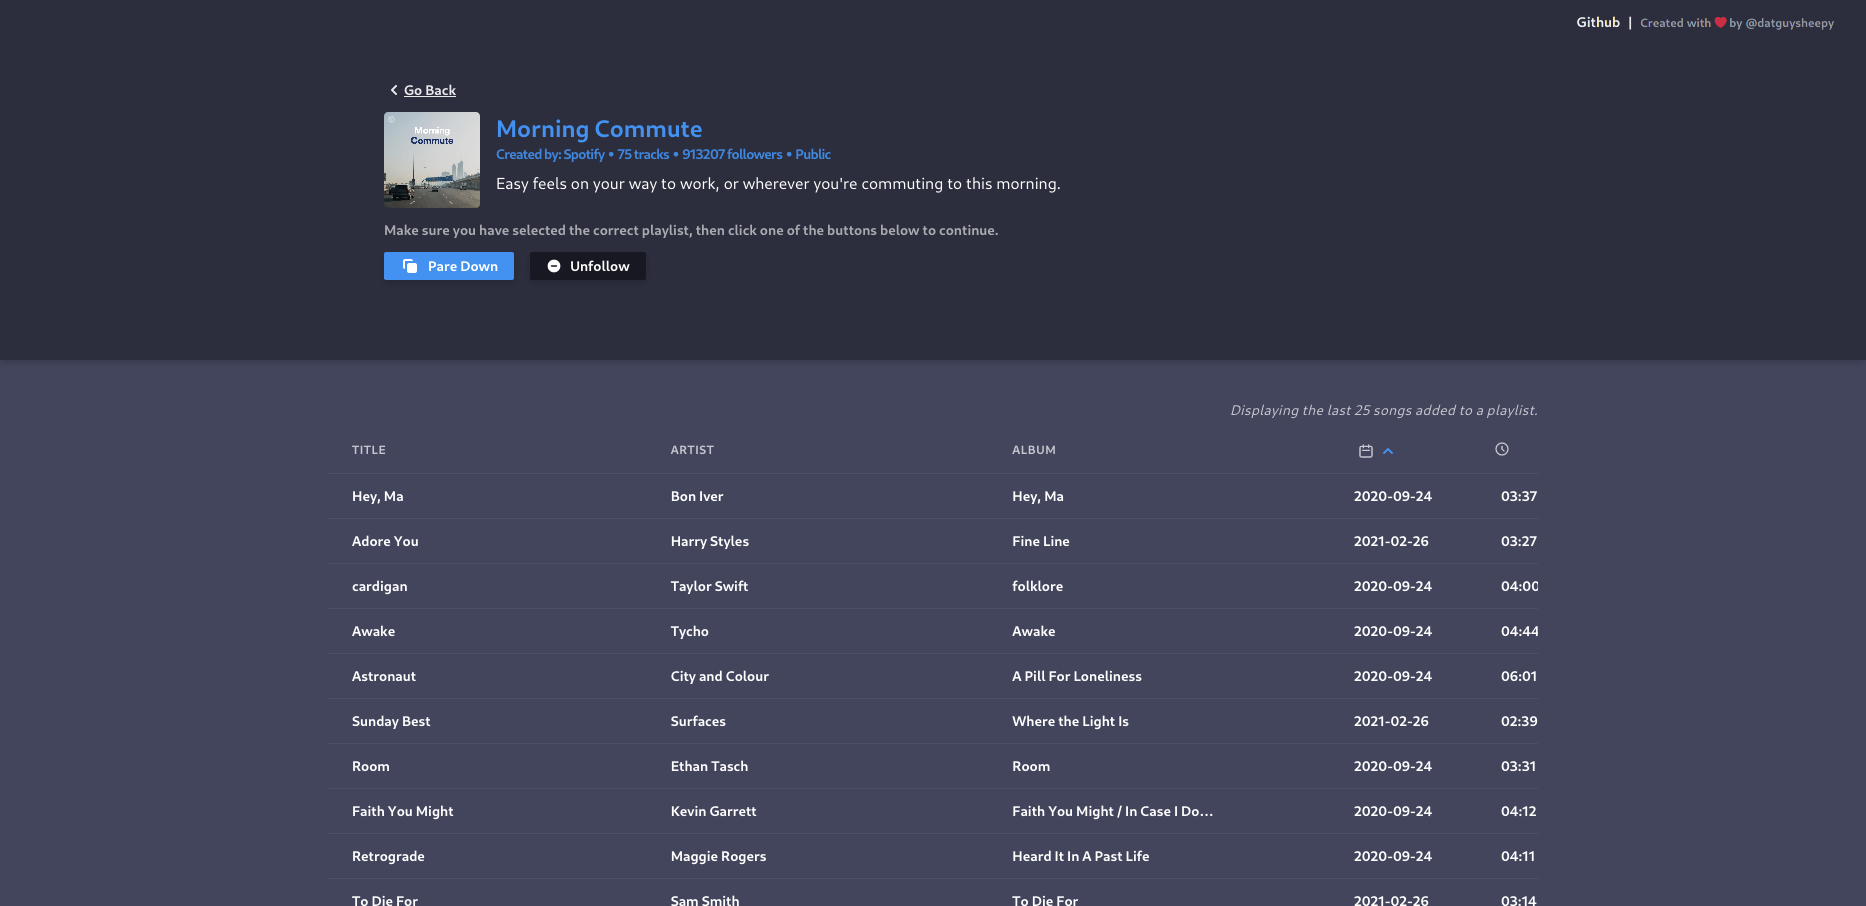 Github | Created with ❤ by @datguysheepy
Go Back
Morning
Commute
Morning Commute
Created by: Spotify • 75 tracks • 913207 followers • Public
Easy feels on your way to work, or wherever you're commuting to this morning.
Make sure you have selected the correct playlist, then click one of the buttons below to continue.
Pare Down Unfollow
Displaying the last 25 songs added to a playlist.
TITLE ARTIST ALBUM
Hey, Ma Bon Iver Hey, Ma 2020-09-24 03:37
Adore You Harry Styles Fine Line 2021-02-26 03:27
cardigan Taylor Swift folklore 2020-09-24 04:00
Awake Tycho Awake 2020-09-24 04:44
Astronaut City and Colour A Pill For Loneliness 2020-09-24 06:01
Sunday Best Surfaces Where the Light Is 2021-02-26 02:39
Room Ethan Tasch Room 2020-09-24 03:31
Faith You Might Kevin Garrett Faith You Might / In Case I Do... 2020-09-24 04:12
Retrograde Maggie Rogers Heard It In A Past Life 2020-09-24 04:11
To Die For Sam Smith To Die For 2021-02-26 03:14